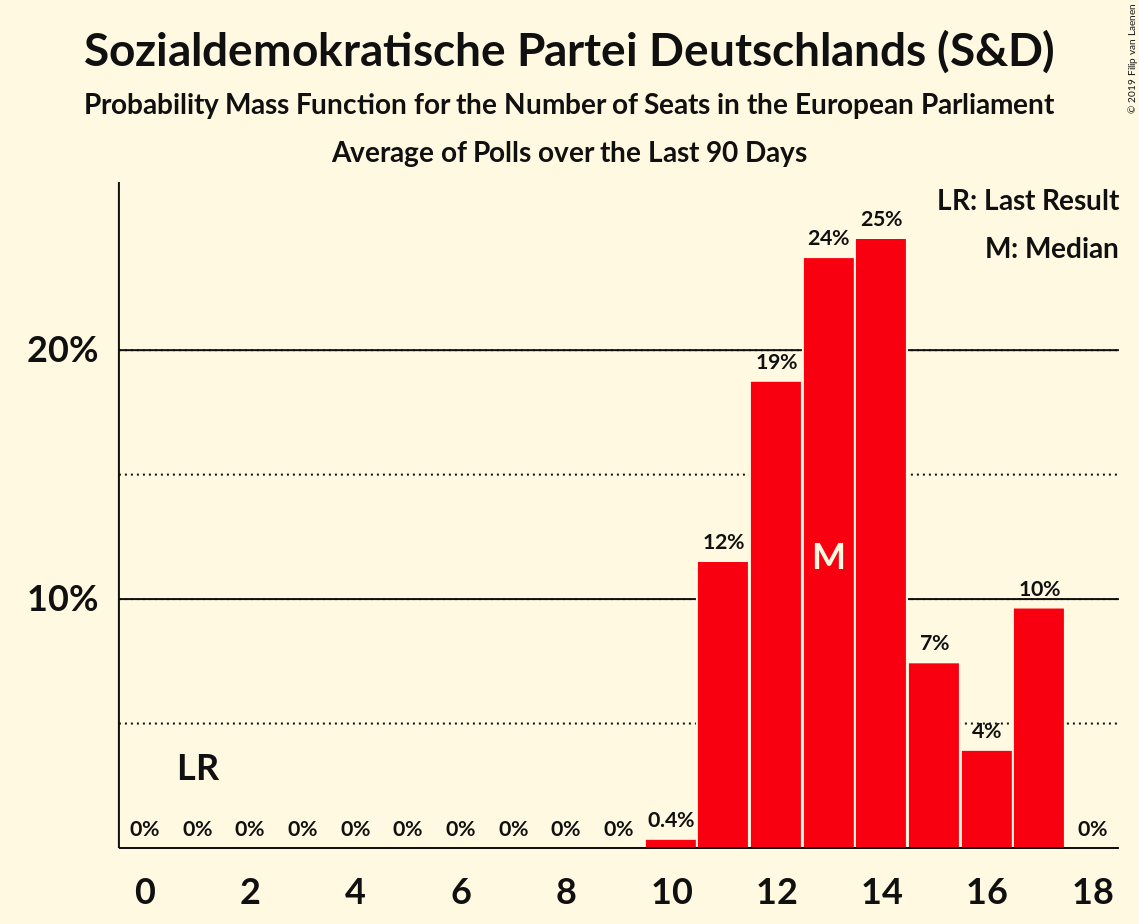 Sozialdemokratische Partei Deutschlands (S&D)
Probability Mass Function for the Number of Seats in the European Parliament
Average of Polls over the Last 90 Days
© 2019 Filip van Laenen
LR: Last Result
M: Median
25%
24%
20%
19%
12%
M
10%
10%
7%
4%
LR
0.4%
0% 0% 0% 0% 0% 0% 0% 0% 0% 0% 0%
0 2 4 6 8 10 12 14 16 18